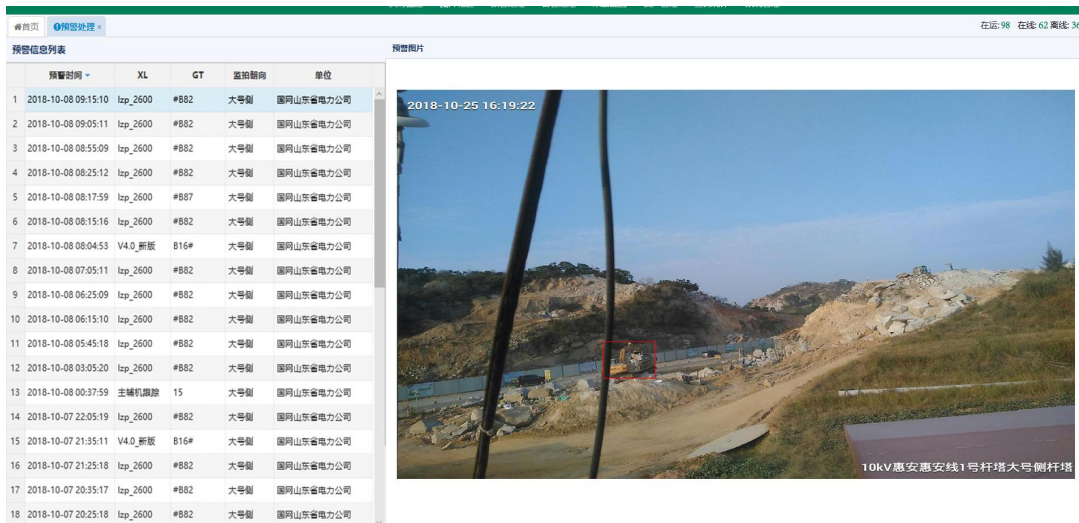 首页 预警处理 × 在运:98 在线:62 离线:36
预警信息列表 预警图片
预警时间 XL GT 监拍朝向 单位
1 2018-10-08 09:15:10 lzp_2600 #B82 大号侧 国网山东省电力公司
2 2018-10-08 09:05:11 lzp_2600 #B82 大号侧 国网山东省电力公司
3 2018-10-08 08:55:09 lzp_2600 #B82 大号侧 国网山东省电力公司
4 2018-10-08 08:25:12 lzp_2600 #B82 大号侧 国网山东省电力公司
5 2018-10-08 08:17:59 lzp_2600 #B87 大号侧 国网山东省电力公司
6 2018-10-08 08:15:16 lzp_2600 #B82 大号侧 国网山东省电力公司
7 2018-10-08 08:04:53 V4.0_新版 B16# 大号侧 国网山东省电力公司
8 2018-10-08 07:05:11 lzp_2600 #B82 大号侧 国网山东省电力公司
9 2018-10-08 06:25:09 lzp_2600 #B82 大号侧 国网山东省电力公司
10 2018-10-08 06:15:10 lzp_2600 #B82 大号侧 国网山东省电力公司
11 2018-10-08 05:45:18 lzp_2600 #B82 大号侧 国网山东省电力公司
12 2018-10-08 03:05:20 lzp_2600 #B82 大号侧 国网山东省电力公司
13 2018-10-08 00:37:59 主辅机跟踪 15 大号侧 国网山东省电力公司
14 2018-10-07 22:05:19 lzp_2600 #B82 大号侧 国网山东省电力公司
15 2018-10-07 21:35:11 V4.0_新版 B16# 大号侧 国网山东省电力公司
16 2018-10-07 21:25:18 lzp_2600 #B82 大号侧 国网山东省电力公司
17 2018-10-07 20:35:17 lzp_2600 #B82 大号侧 国网山东省电力公司
18 2018-10-07 20:25:18 lzp_2600 #B82 大号侧 国网山东省电力公司
2018-10-25 16:19:22
10kV惠安惠安线1号杆塔大号侧杆塔